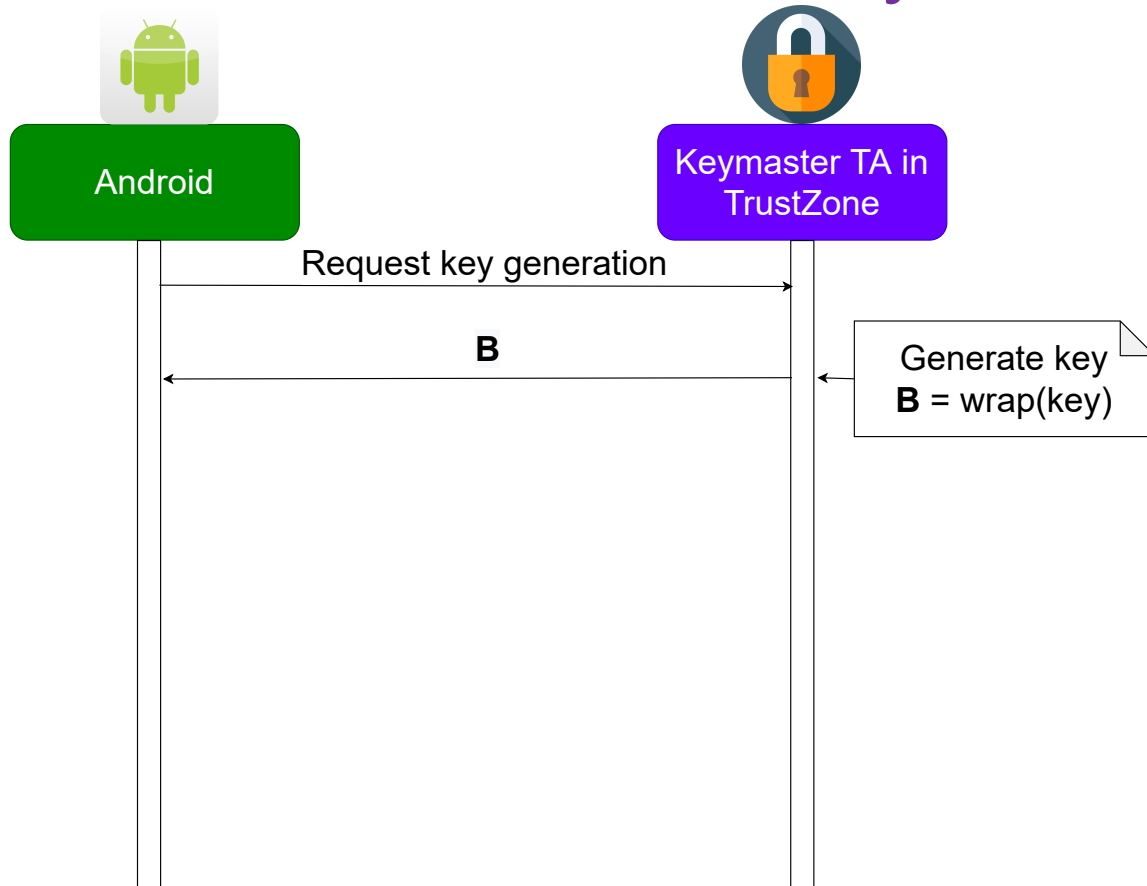 Android
Keymaster TA in
TrustZone
Request key generation
B
Generate key
B = wrap(key)